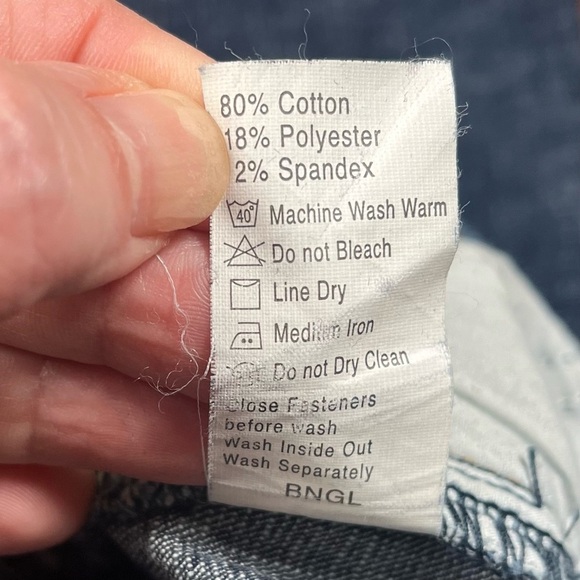 80% Cotton
18% Polyester
2% Spandex
40° Machine Wash Warm
Do not Bleach
Line Dry
Medium Iron
Do not Dry Clean
Close Fasteners
before wash
Wash Inside Out
Wash Separately
BNGL